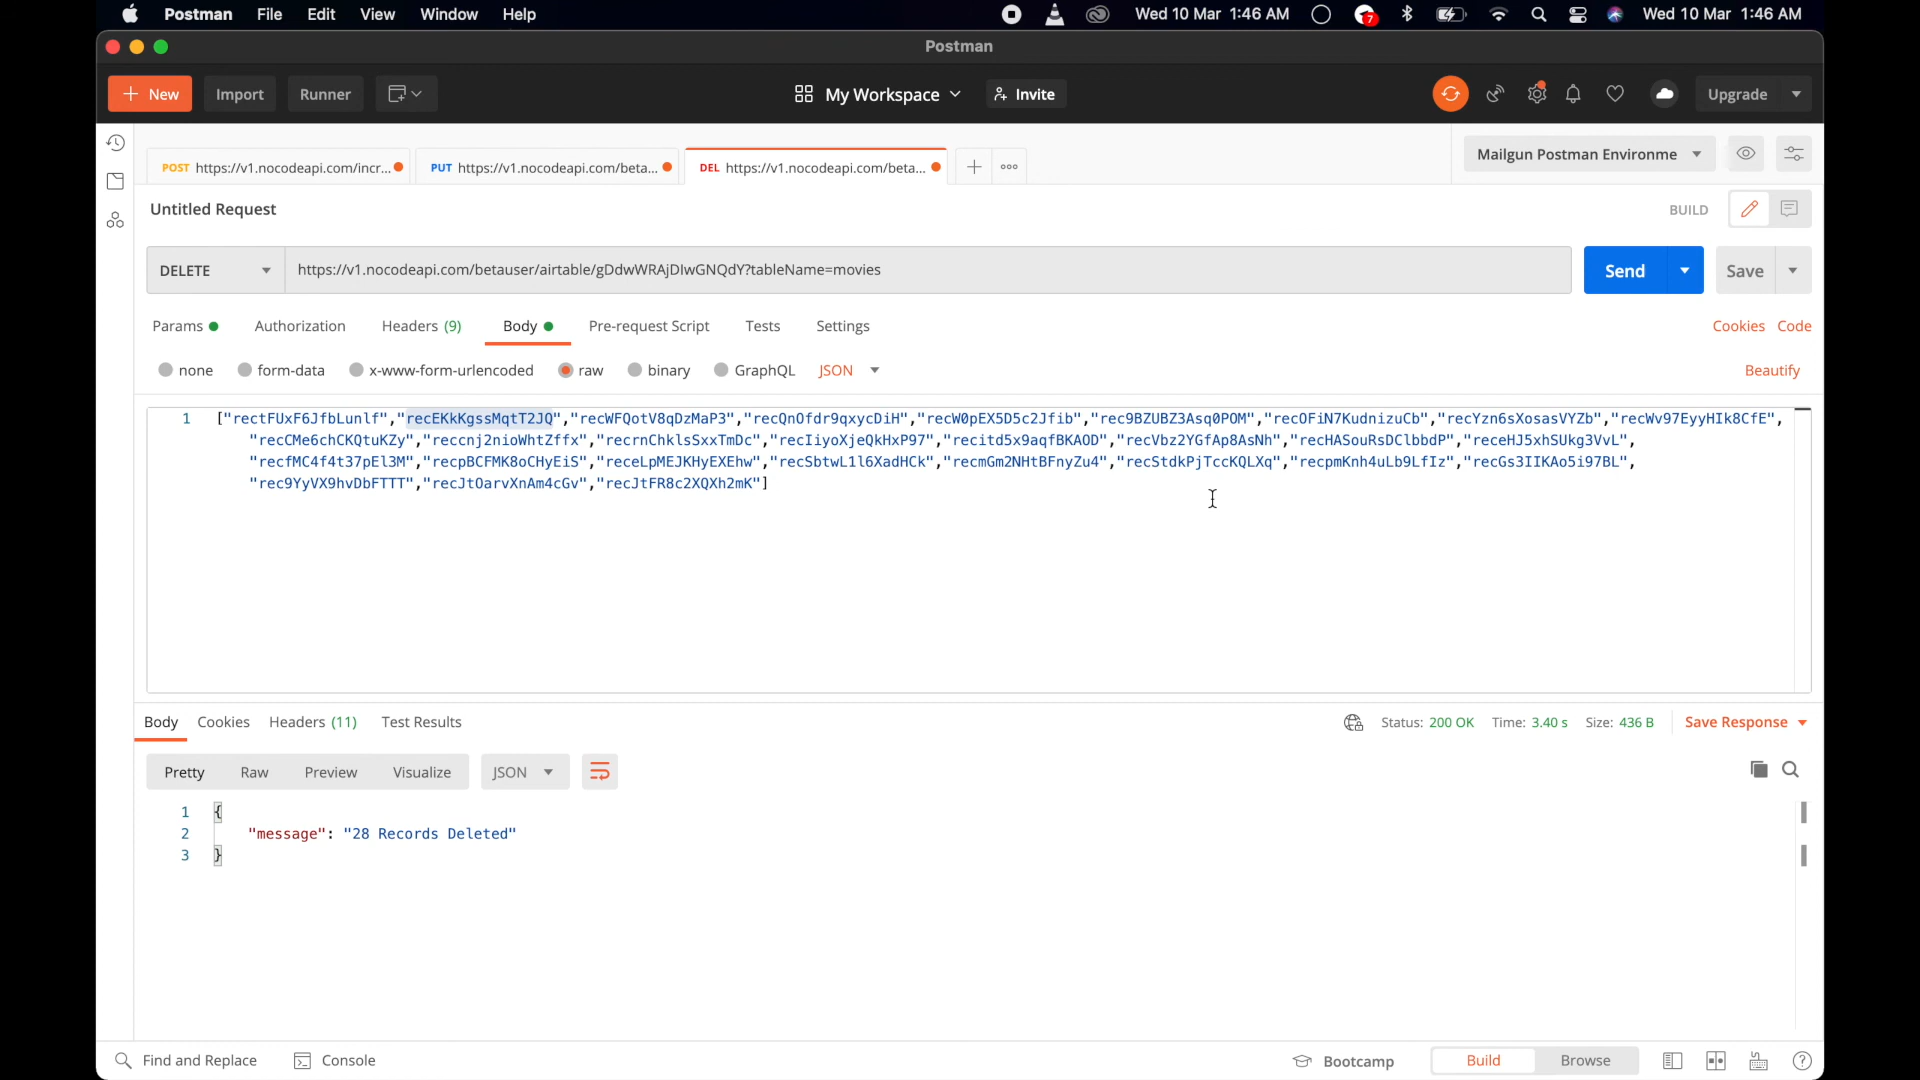 Postman File Edit View Window Help Wed 10 Mar 1:46 AM 7 Wed 10 Mar 1:46 AM
Postman
+ New Import Runner My Workspace Invite Upgrade
POST https://v1.nocodeapi.com/incr... PUT https://v1.nocodeapi.com/beta... DEL https://v1.nocodeapi.com/beta... Mailgun Postman Environme
Untitled Request BUILD
DELETE https://v1.nocodeapi.com/betauser/airtable/gDdwWRAjDIwGNQdY?tableName=movies Send Save
Params Authorization Headers (9) Body Pre-request Script Tests Settings Cookies Code
none form-data x-www-form-urlencoded raw binary GraphQL JSON Beautify
1 ["rectFUxF6JfbLunlf","recEKkKgssMqtT2JQ","recWFQotV8qDzMaP3","recQnOfdr9qxycDiH","recW0pEX5D5c2Jfib","rec9BZUBZ3Asq0POM","recOFiN7KudnizuCb","recYzn6sXosasVYZb","recWv97EyyHIk8CfE",
"recCMe6chCKQtuKZy","reccnj2nioWhtZffx","recrnChklsSxxTmDc","recIiyoXjeQkHxP97","recitd5x9aqfBKAOD","recVbz2YGfAp8AsNh","recHASouRsDClbbdP","receHJ5xhSUkg3VvL",
"recfMC4f4t37pEl3M","recpBCFMK8oCHyEiS","receLpMEJKHyEXEhw","recSbtwL1l6XadHCk","recmGm2NHtBFnyZu4","recStdkPjTccKQLXq","recpmKnh4uLb9LfIz","recGs3IIKAo5i97BL",
"rec9YyVX9hvDbFTTT","recJtOarvXnAm4cGv","recJtFR8c2XQXh2mK"]
Body Cookies Headers (11) Test Results Status: 200 OK Time: 3.40 s Size: 436 B Save Response
Pretty Raw Preview Visualize JSON
1 {
2 "message": "28 Records Deleted"
3 }
Find and Replace Console Bootcamp Build Browse